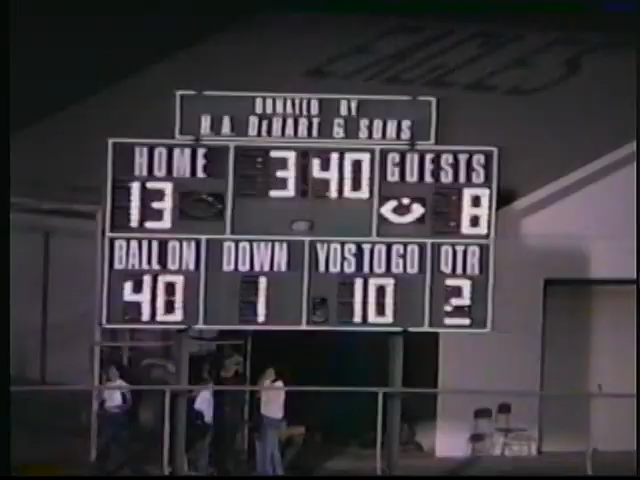 EAGLES
DONATED BY
H.A. DeHART & SONS
HOME 3 40 GUESTS
13 8
BALL ON DOWN YDS TO GO QTR
40 1 10 2